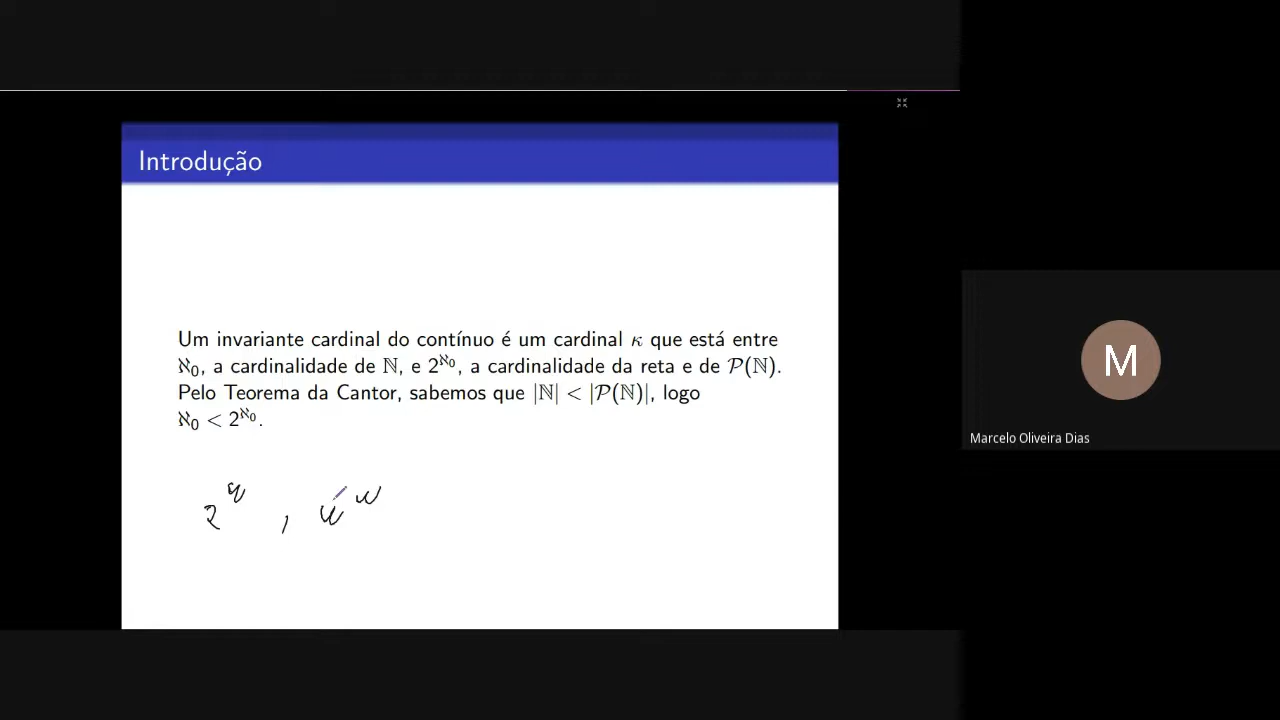 Introdução
Um invariante cardinal do contínuo é um cardinal κ que está entre
ℵ₀, a cardinalidade de ℕ, e 2^ℵ₀, a cardinalidade da reta e de 𝒫(ℕ).
Pelo Teorema da Cantor, sabemos que |ℕ| < |𝒫(ℕ)|, logo
ℵ₀ < 2^ℵ₀.
2^ω , ω^ω
M
Marcelo Oliveira Dias